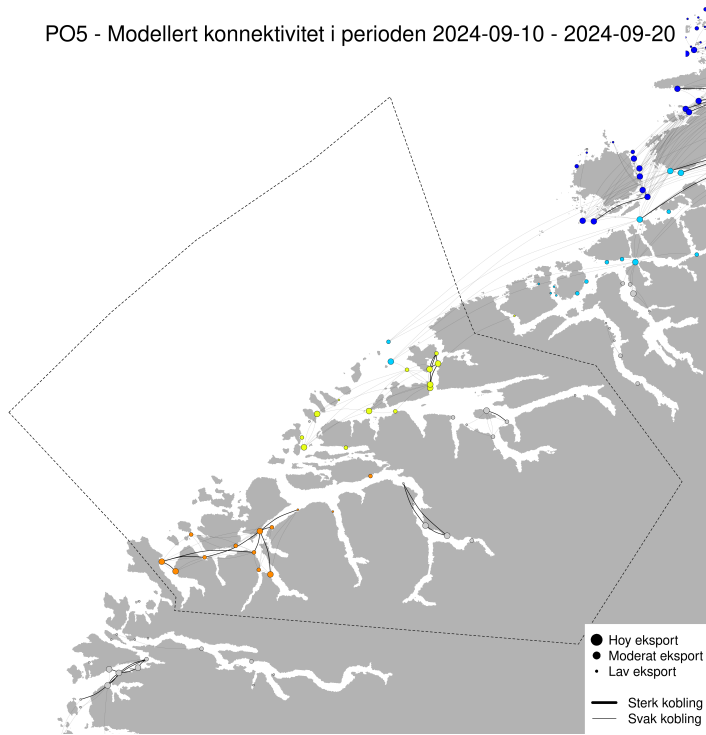 PO5 - Modellert konnektivitet i perioden 2024-09-10 - 2024-09-20
Hoy eksport
Moderat eksport
Lav eksport
Sterk kobling
Svak kobling